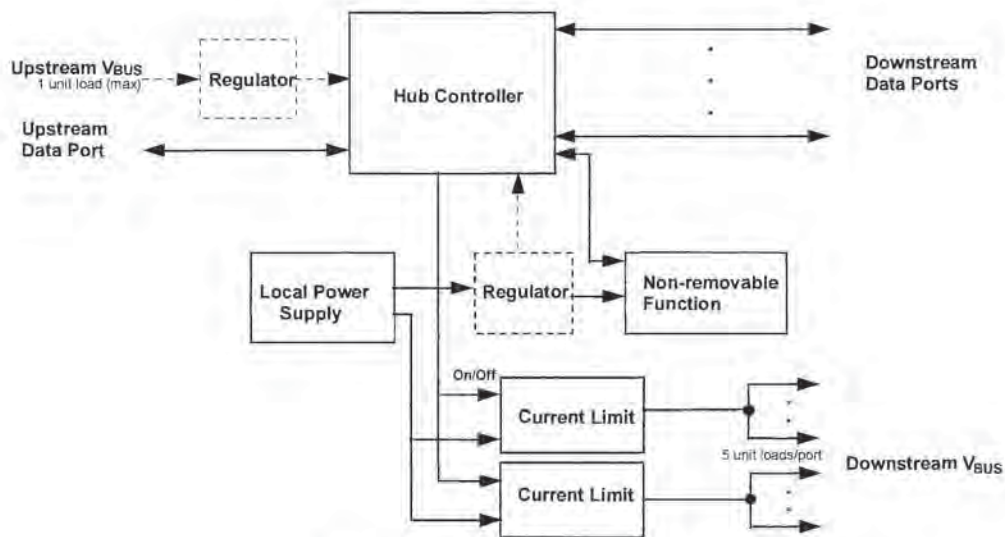 Upstream VBUS
1 unit load (max)
Regulator
Hub Controller
Downstream
Data Ports
Upstream
Data Port
Local Power
Supply
Regulator
Non-removable
Function
On/Off
Current Limit
5 unit loads/port
Downstream VBUS
Current Limit